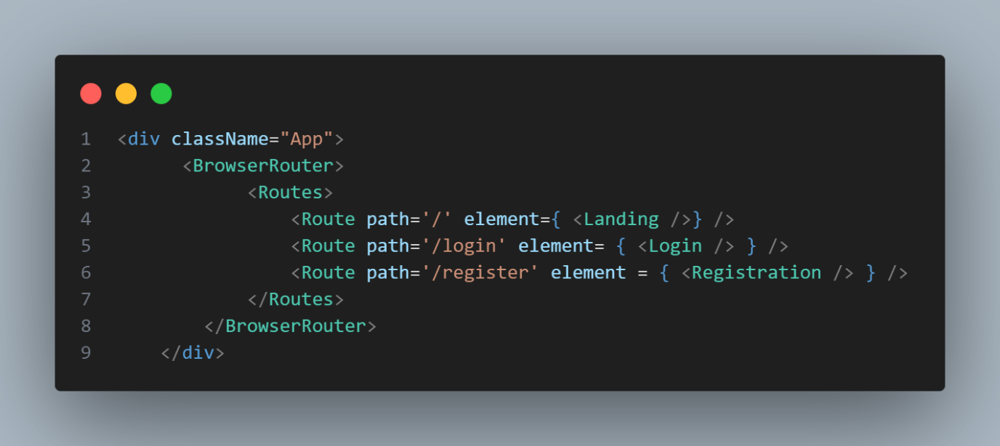 1 <div className="App">
2       <BrowserRouter>
3             <Routes>
4                 <Route path='/' element={ <Landing />} />
5                 <Route path='/login' element= { <Login /> } />
6                 <Route path='/register' element = { <Registration /> } />
7             </Routes>
8         </BrowserRouter>
9     </div>